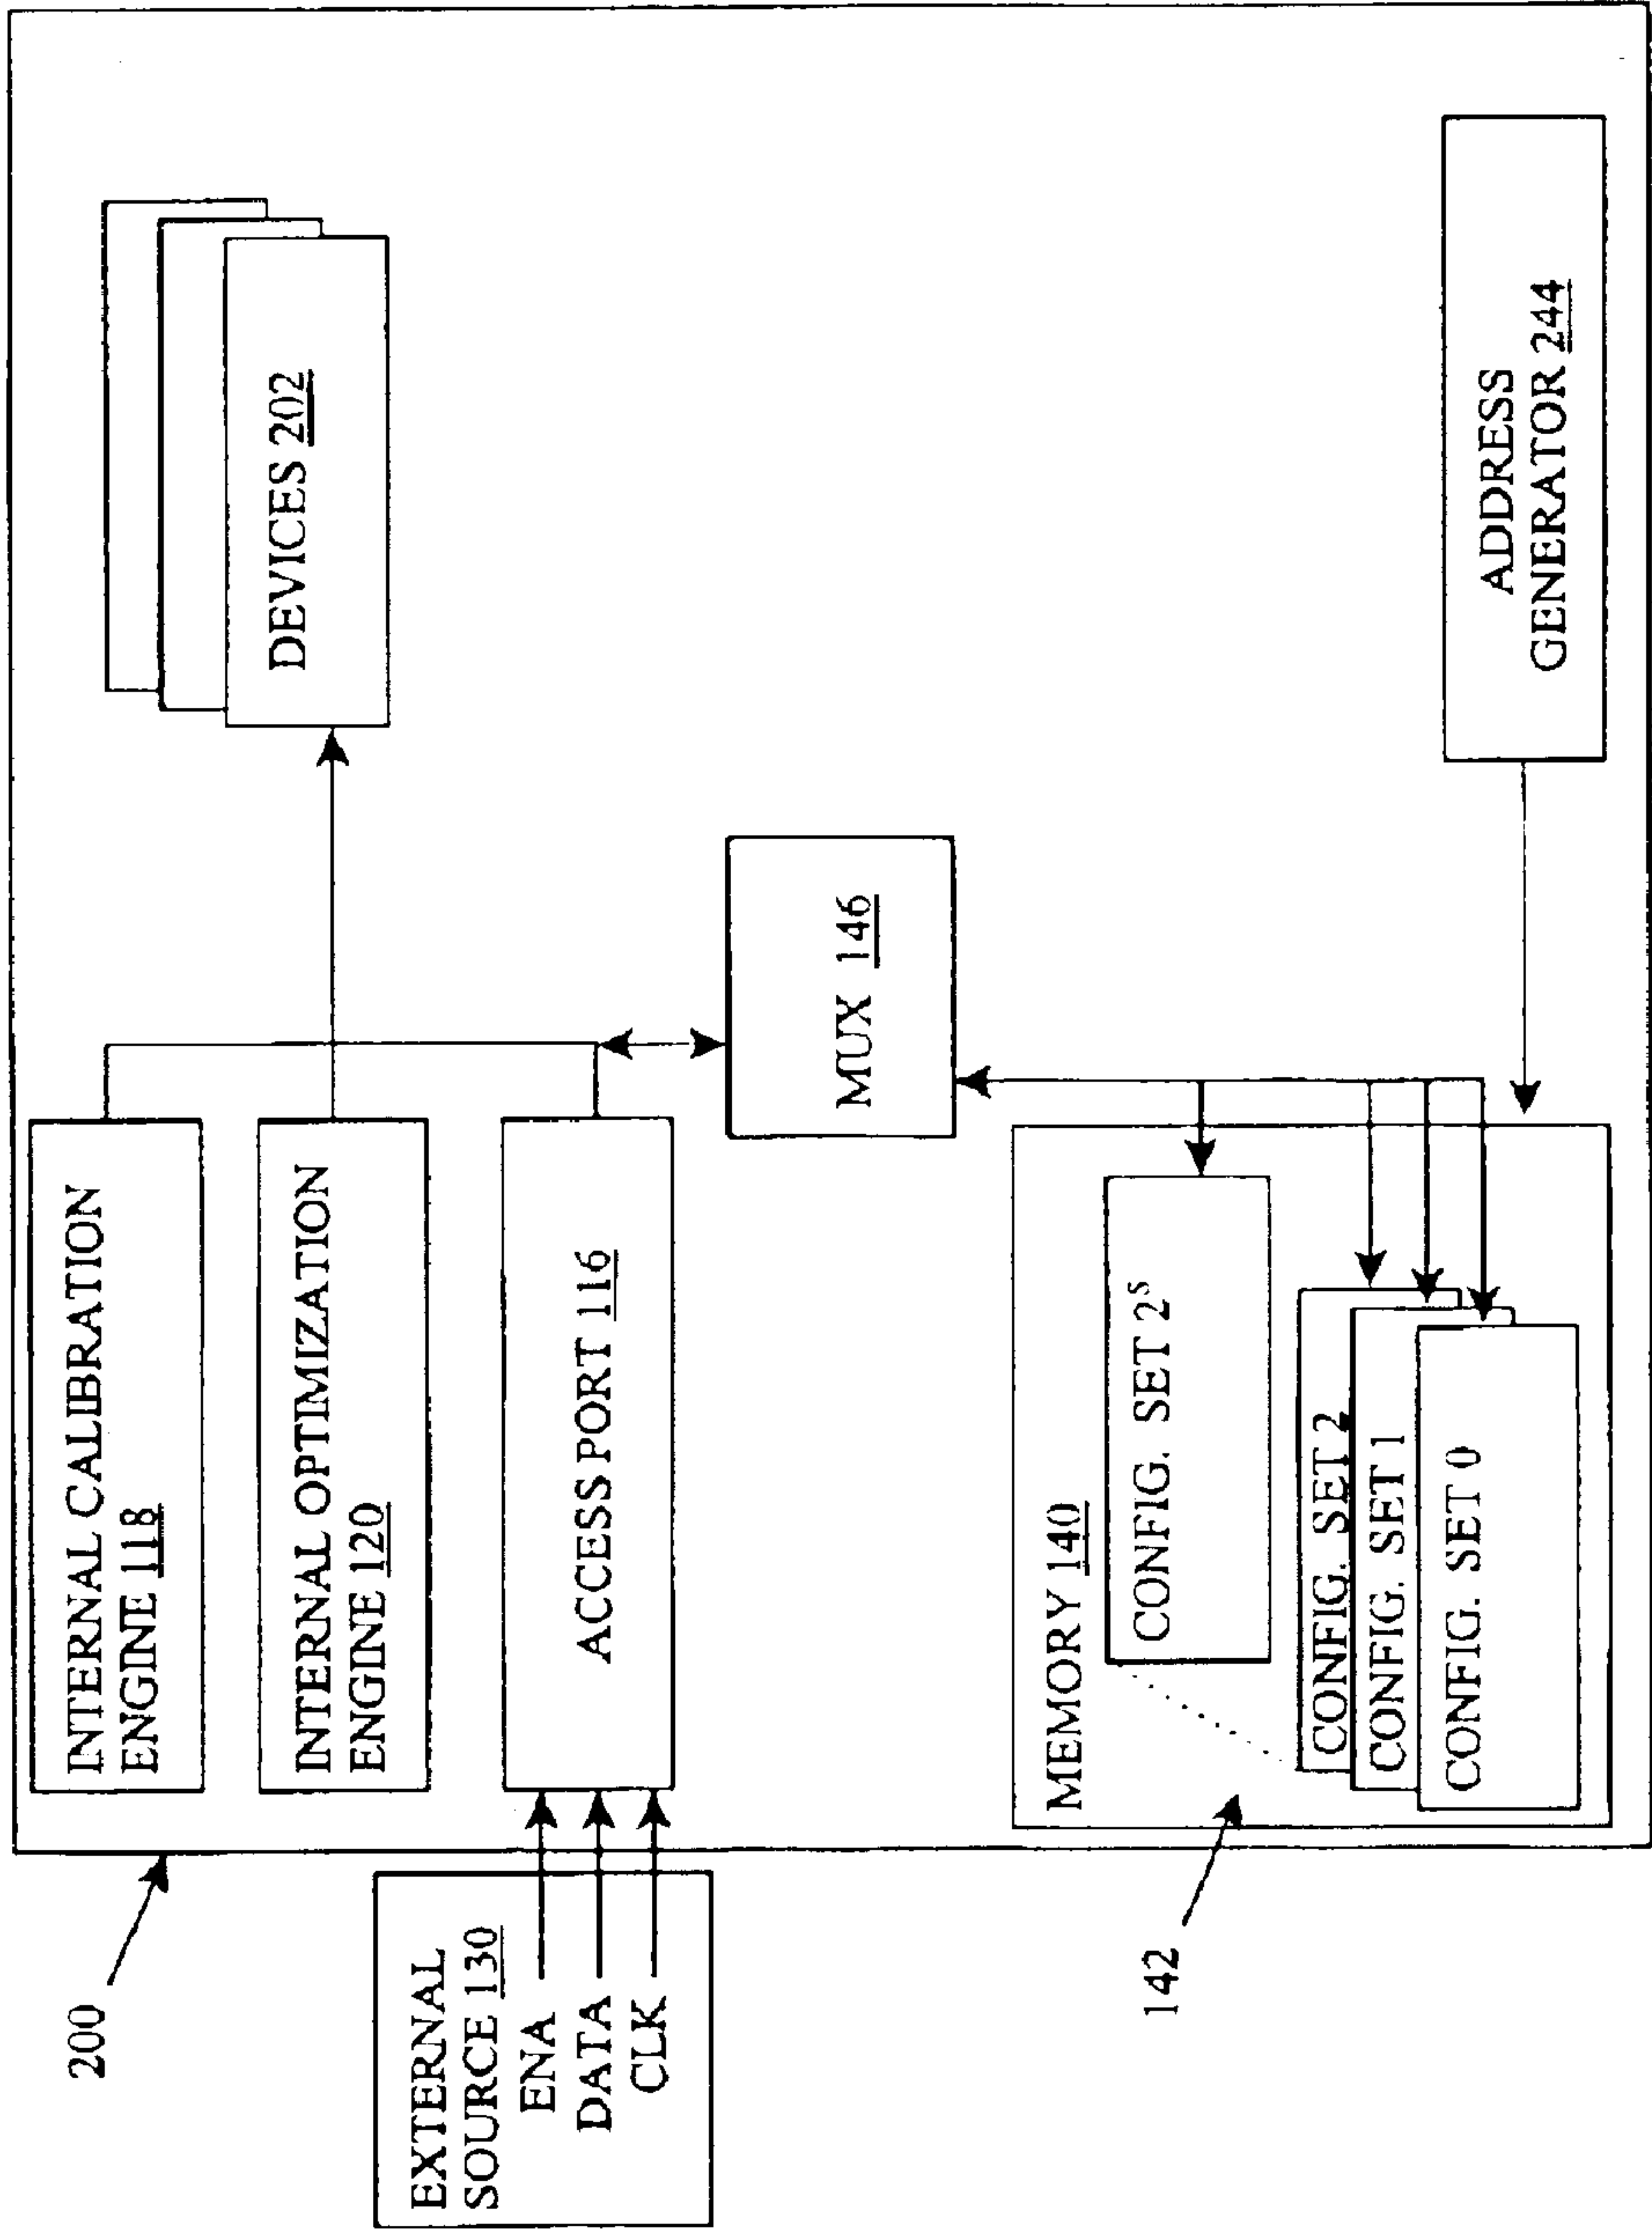 200
INTERNAL CALIBRATION
ENGINE 118
INTERNAL OPTIMIZATION
ENGINE 120
ACCESS PORT 116
DEVICES 202
EXTERNAL
SOURCE 130
ENA
DATA
CLK
MUX 146
142
MEMORY 140
CONFIG. SET 2ˢ
CONFIG. SET 2
CONFIG. SET 1
CONFIG. SET 0
ADDRESS
GENERATOR 244